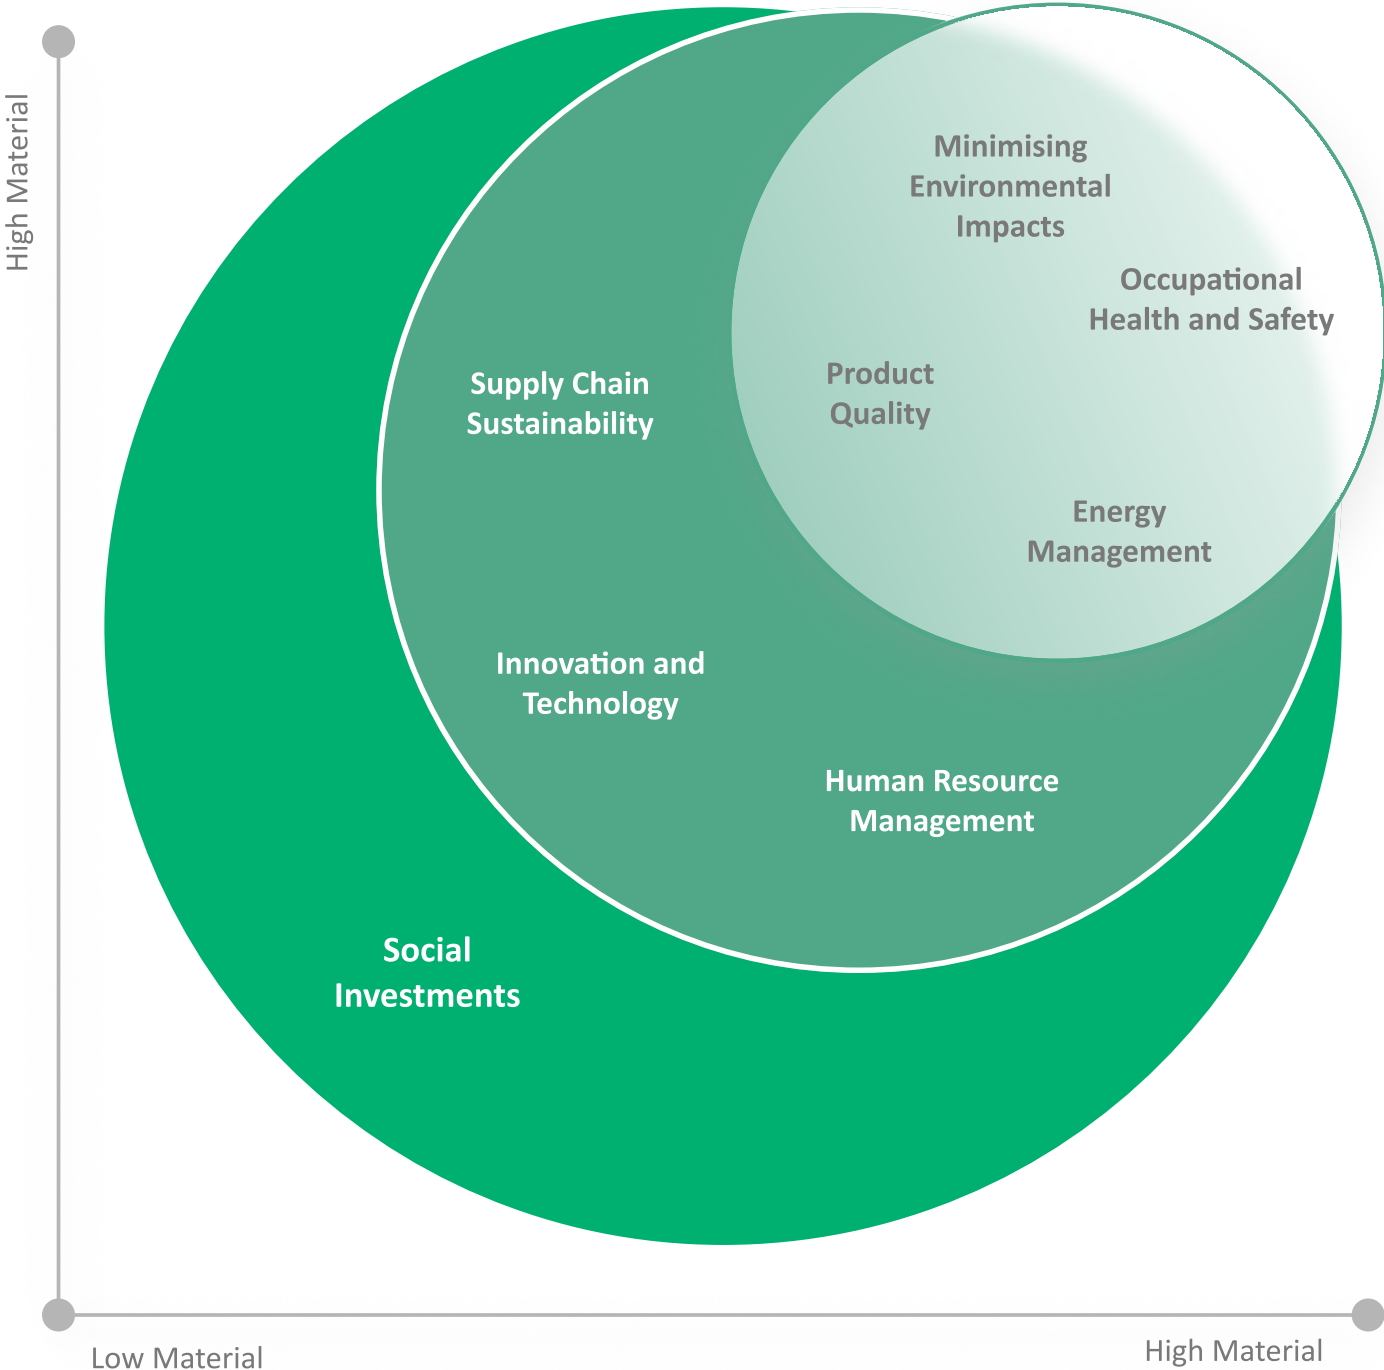 High Material
Minimising
Environmental
Impacts
Occupational
Health and Safety
Product
Quality
Supply Chain
Sustainability
Energy
Management
Innovation and
Technology
Human Resource
Management
Social
Investments
Low Material
High Material